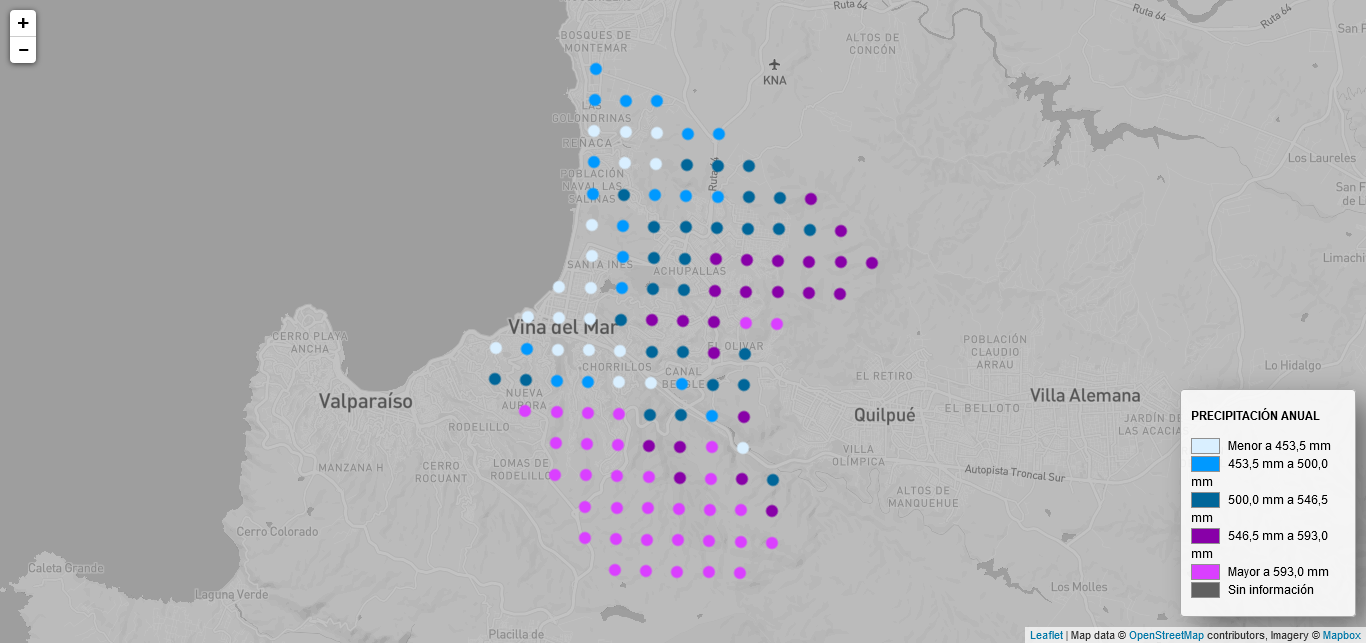 +
−
Ruta 64
Ruta 64
Ruta 64
San F
BOSQUES DE
MONTEMAR
ALTOS DE
CONCÓN
KNA
LAS
GOLONDRINAS
REÑACA
POBLACIÓN
NAVAL LAS
SALINAS
Ruta 64
Los Laureles
San F
de L
SANTA INÉS
ACHUPALLAS
Limachi
Viña del Mar
CERRO PLAYA
ANCHA
EL OLIVAR
POBLACIÓN
CLAUDIO
ARRAU
Lo Hidalgo
CHORRILLOS
CANAL
BEAGLE
EL RETIRO
NUEVA
AURORA
Valparaíso
Quilpué
EL BELLOTO
Villa Alemana
JARDÍN DE
LAS ACACIA
RODELILLO
MANZANA H
CERRO
ROCUANT
LOMAS DE
RODELILLO
VILLA
OLÍMPICA
Autopista Troncal Sur
ALTOS DE
MANQUEHUE
Cerro Colorado
Caleta Grande
Laguna Verde
Los Molles
Placilla de
PRECIPITACIÓN ANUAL
Menor a 453,5 mm
453,5 mm a 500,0
mm
500,0 mm a 546,5
mm
546,5 mm a 593,0
mm
Mayor a 593,0 mm
Sin información
Leaflet | Map data © OpenStreetMap contributors, Imagery © Mapbox